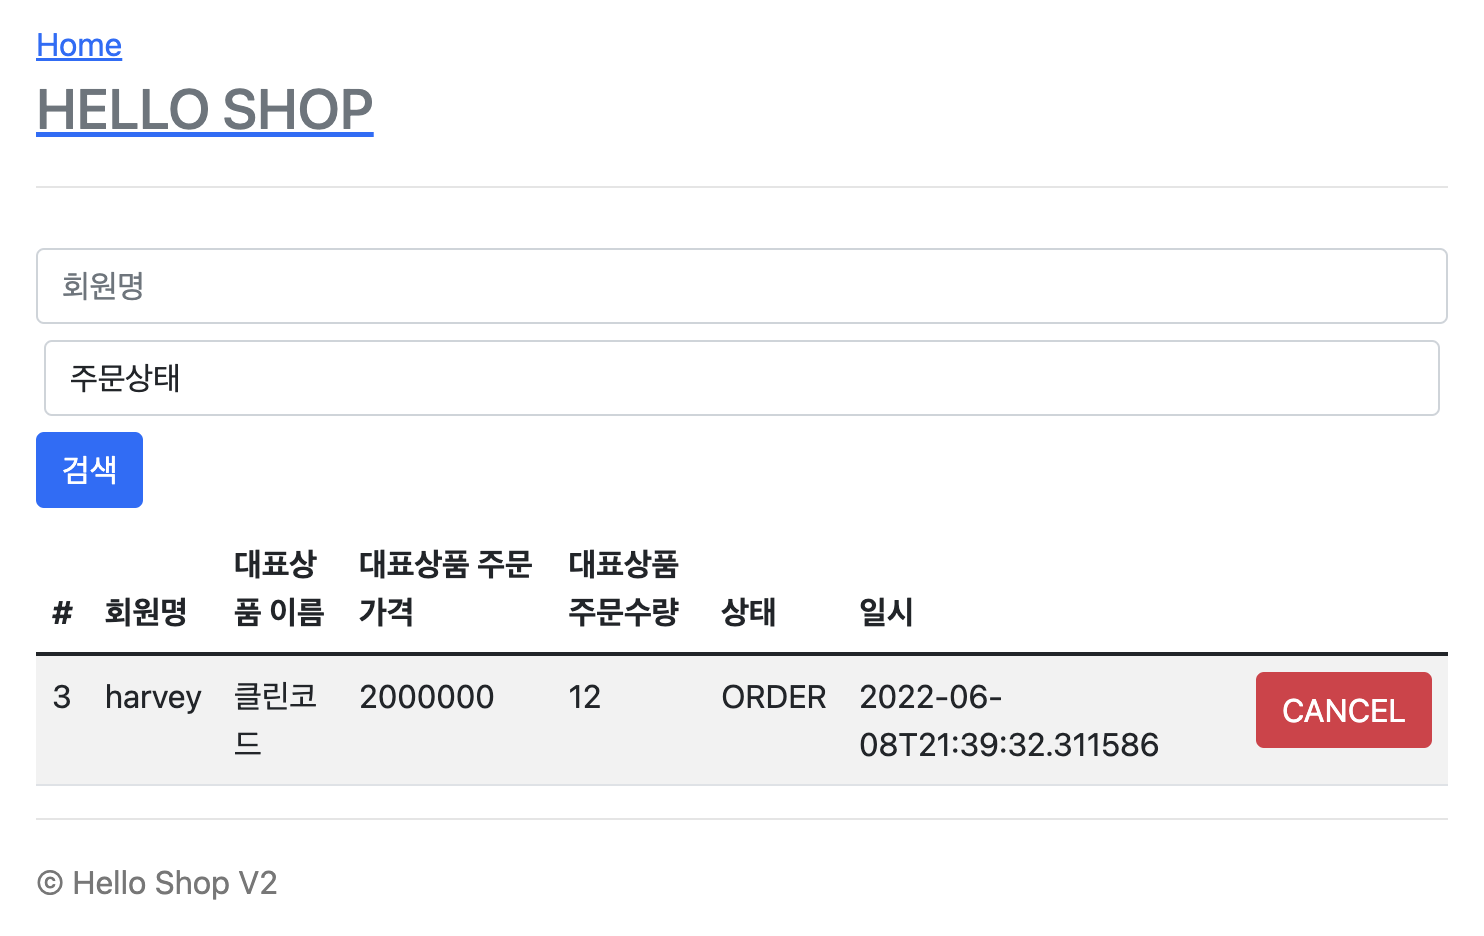 Home
HELLO SHOP
회원명
주문상태
검색
# 회원명 대표상품 이름 대표상품 주문가격 대표상품 주문수량 상태 일시
3 harvey 클린코드 2000000 12 ORDER 2022-06-08T21:39:32.311586 CANCEL
© Hello Shop V2